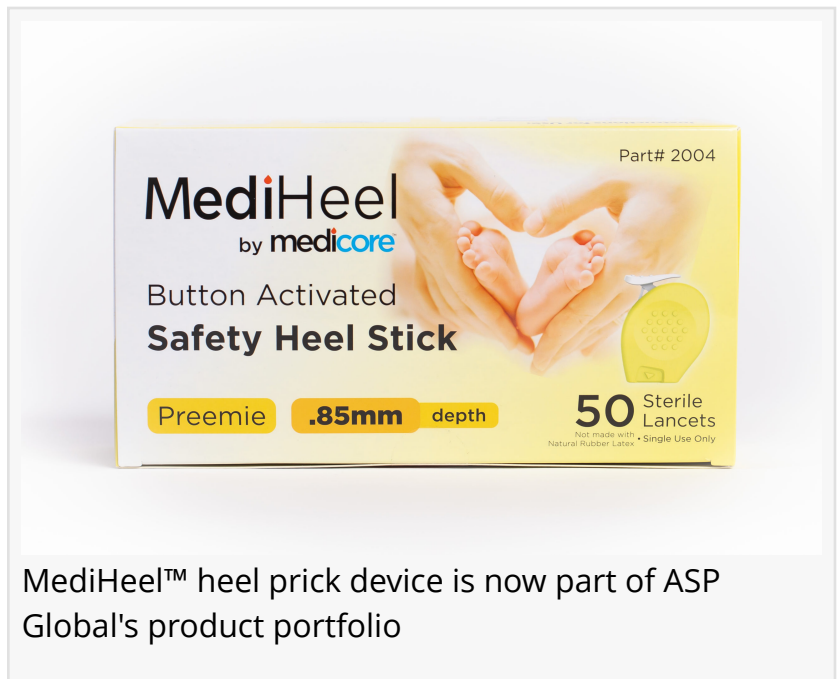 Part# 2004
MediHeel
by medicore™
Button Activated
Safety Heel Stick
Preemie
.85mm depth
50 Sterile
Lancets
Not made with
Natural Rubber Latex • Single Use Only
MediHeel™ heel prick device is now part of ASP
Global's product portfolio